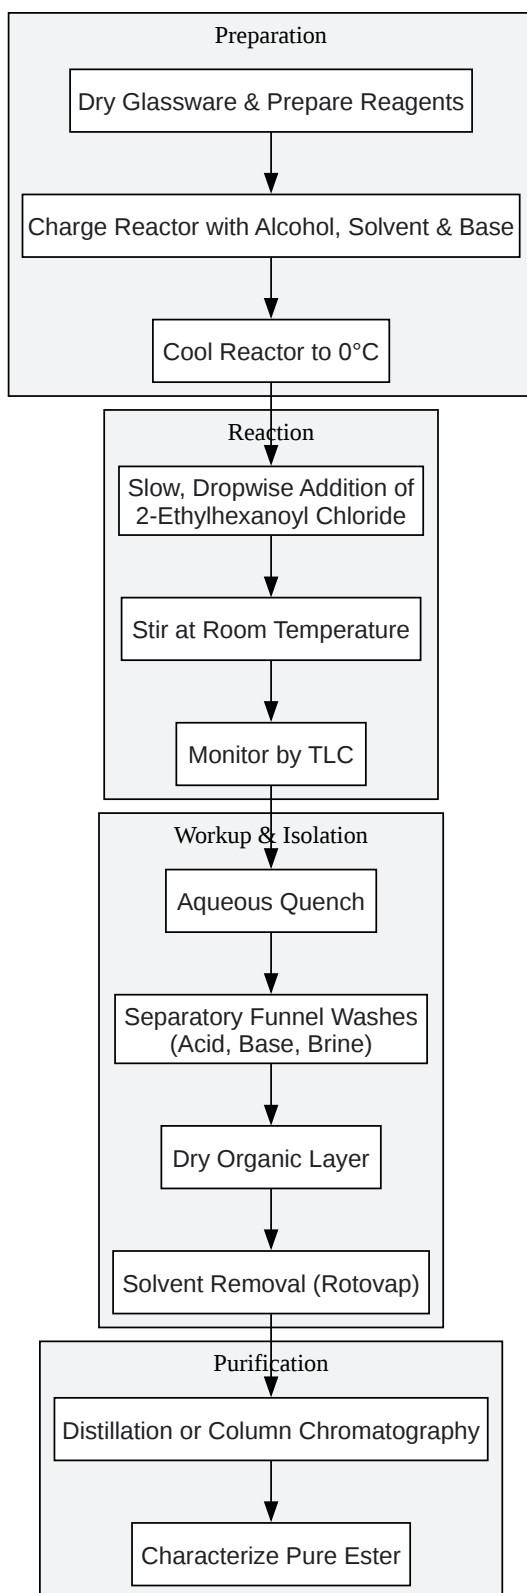 Preparation
Dry Glassware & Prepare Reagents
Charge Reactor with Alcohol, Solvent & Base
Cool Reactor to 0°C
Reaction
Slow, Dropwise Addition of
2-Ethylhexanoyl Chloride
Stir at Room Temperature
Monitor by TLC
Workup & Isolation
Aqueous Quench
Separatory Funnel Washes
(Acid, Base, Brine)
Dry Organic Layer
Solvent Removal (Rotovap)
Purification
Distillation or Column Chromatography
Characterize Pure Ester